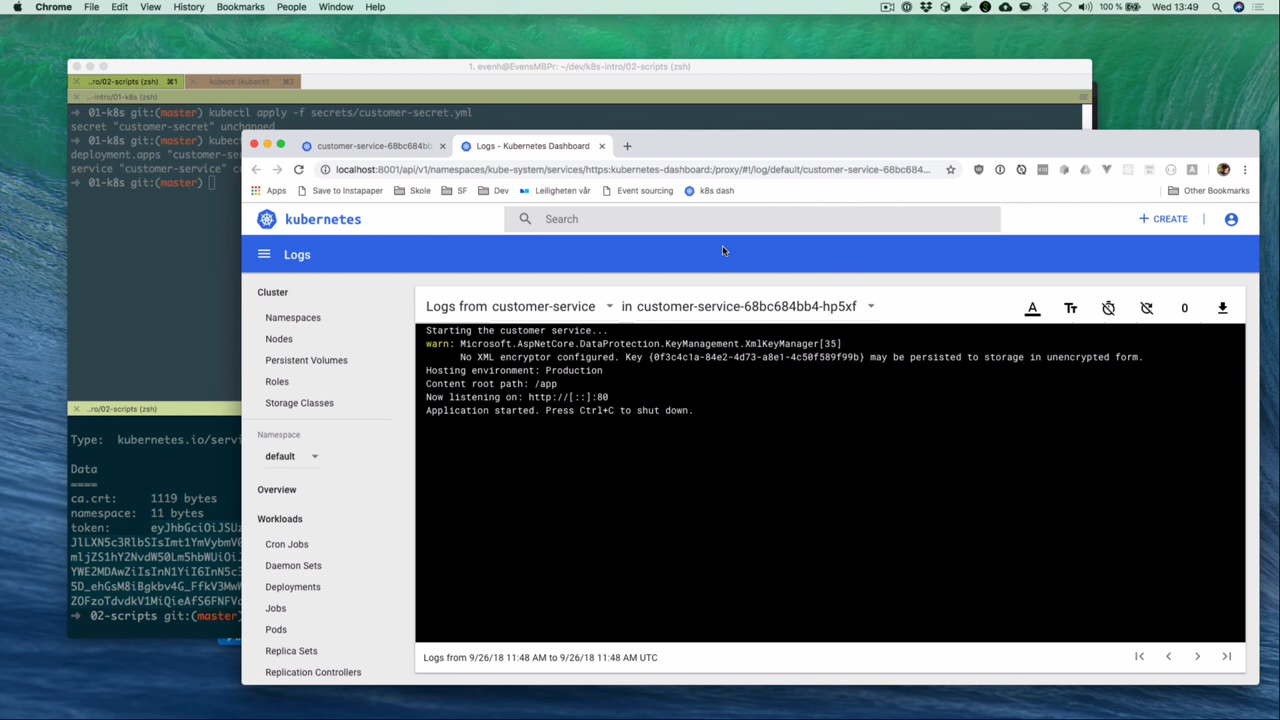 Chrome File Edit View History Bookmarks People Window Help 100 % Wed 13:49
1. evenh@EvensMBPr: ~/dev/k8s-intro/02-scripts (zsh)
..ro/02-scripts (zsh) ⌘1 kubectl (kubectl) ⌘2
..-intro/01-k8s (zsh)
➜ 01-k8s git:(master) kubectl apply -f secrets/customer-secret.yml
secret "customer-secret" unchanged
➜ 01-k8s git:(master) kubec
deployment.apps "customer-se
service "customer-service" c
➜ 01-k8s git:(master)
customer-service-68bc684bb
Logs - Kubernetes Dashboard
localhost:8001/api/v1/namespaces/kube-system/services/https:kubernetes-dashboard:/proxy/#!/log/default/customer-service-68bc684...
Apps Save to Instapaper Skole SF Dev Leiligheten vår Event sourcing k8s dash Other Bookmarks
kubernetes Search + CREATE
Logs
Cluster
Namespaces
Nodes
Persistent Volumes
Roles
Storage Classes
Namespace
default
Overview
Workloads
Cron Jobs
Daemon Sets
Deployments
Jobs
Pods
Replica Sets
Replication Controllers
Logs from customer-service in customer-service-68bc684bb4-hp5xf 0
Starting the customer service...
warn: Microsoft.AspNetCore.DataProtection.KeyManagement.XmlKeyManager[35]
No XML encryptor configured. Key {0f3c4c1a-84e2-4d73-a8e1-4c50f589f99b} may be persisted to storage in unencrypted form.
Hosting environment: Production
Content root path: /app
Now listening on: http://[::]:80
Application started. Press Ctrl+C to shut down.
Logs from 9/26/18 11:48 AM to 9/26/18 11:48 AM UTC
..ro/02-scripts (zsh)
Type: kubernetes.io/servi
Data
====
ca.crt: 1119 bytes
namespace: 11 bytes
token: eyJhbGciOiJSUz
➜ 02-scripts git:(master)